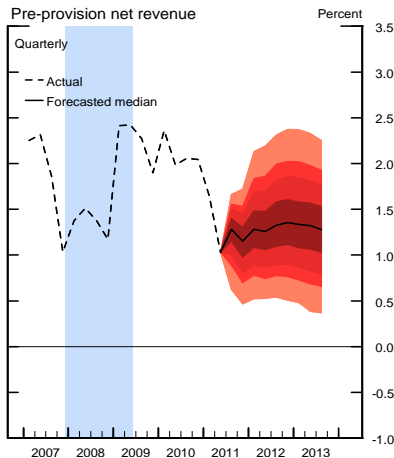 Pre-provision net revenue
Percent
Quarterly
Actual
Forecasted median
3.5
3.0
2.5
2.0
1.5
1.0
0.5
0.0
-0.5
-1.0
2007 2008 2009 2010 2011 2012 2013